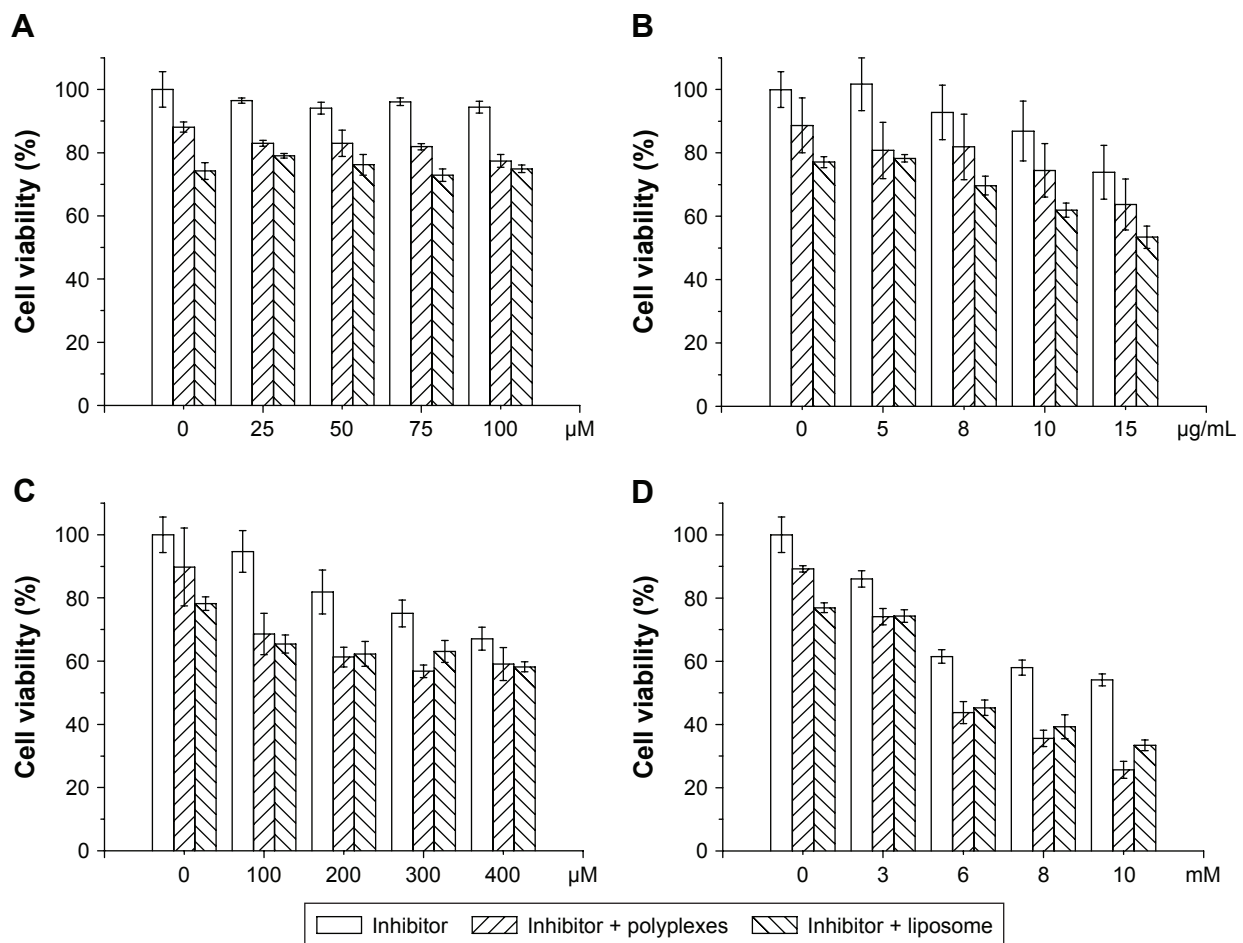 A
Cell viability (%)
100
80
60
40
20
0
0 25 50 75 100 µM
B
Cell viability (%)
100
80
60
40
20
0
0 5 8 10 15 µg/mL
C
Cell viability (%)
100
80
60
40
20
0
0 100 200 300 400 µM
D
Cell viability (%)
100
80
60
40
20
0
0 3 6 8 10 mM
Inhibitor Inhibitor + polyplexes Inhibitor + liposome